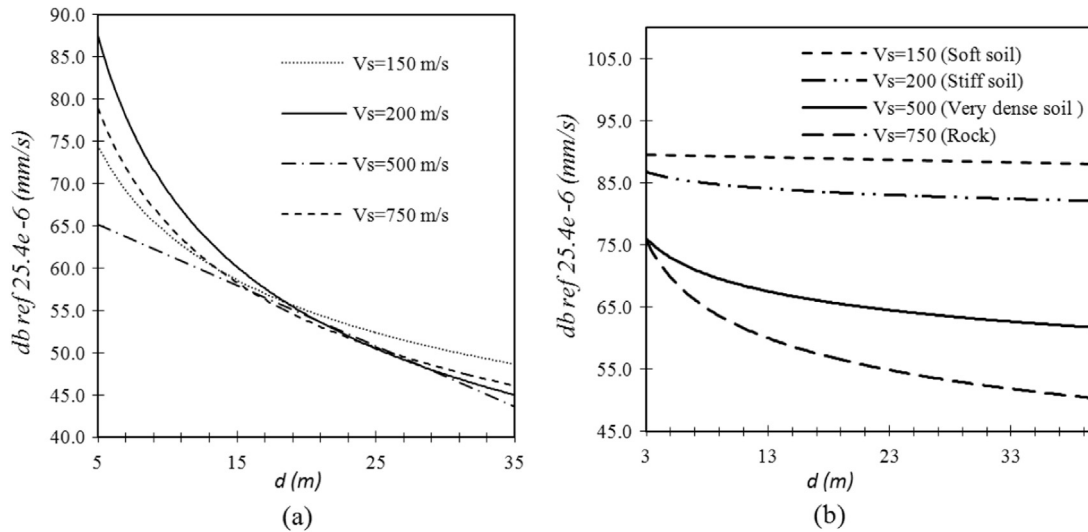 90.0
85.0
80.0
75.0
70.0
65.0
60.0
55.0
50.0
45.0
40.0
db ref 25.4e -6 (mm/s)
Vs=150 m/s
Vs=200 m/s
Vs=500 m/s
Vs=750 m/s
5 15 25 35
d (m)
(a)
105.0
95.0
85.0
75.0
65.0
55.0
45.0
db ref 25.4e -6 (mm/s)
Vs=150 (Soft soil)
Vs=200 (Stiff soil)
Vs=500 (Very dense soil )
Vs=750 (Rock)
3 13 23 33
d (m)
(b)